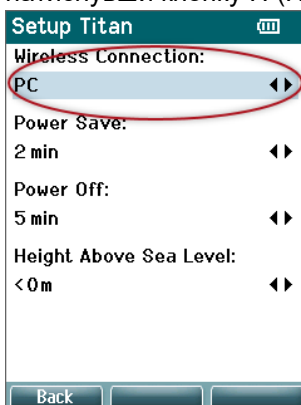 Setup Titan
Wireless Connection:
PC
Power Save:
2 min
Power Off:
5 min
Height Above Sea Level:
<0m
Back